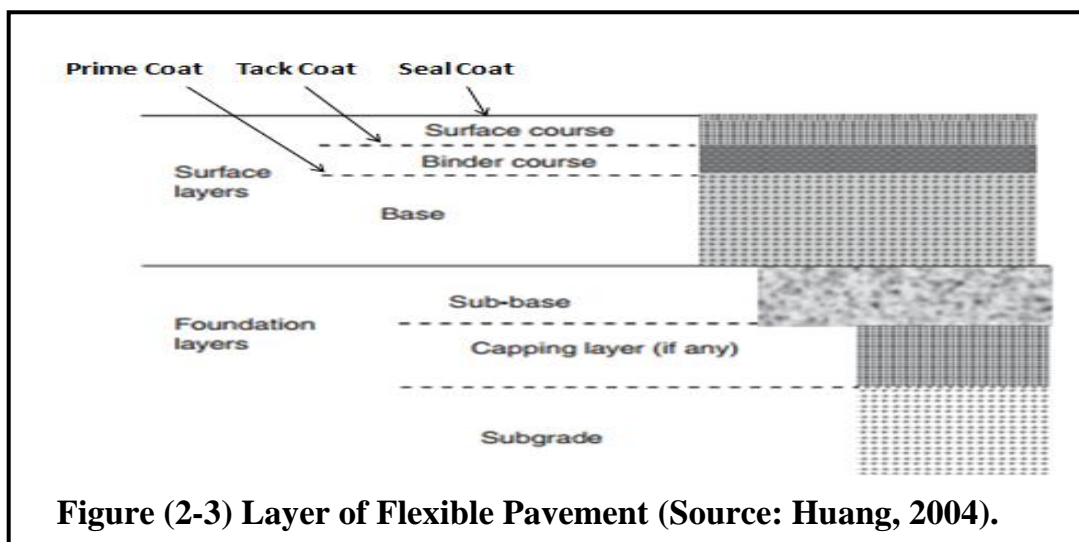 Prime Coat Tack Coat Seal Coat
Surface course
Binder course
Surface
layers
Base
Sub-base
Foundation
layers
Capping layer (if any)
Subgrade
Figure (2-3) Layer of Flexible Pavement (Source: Huang, 2004).